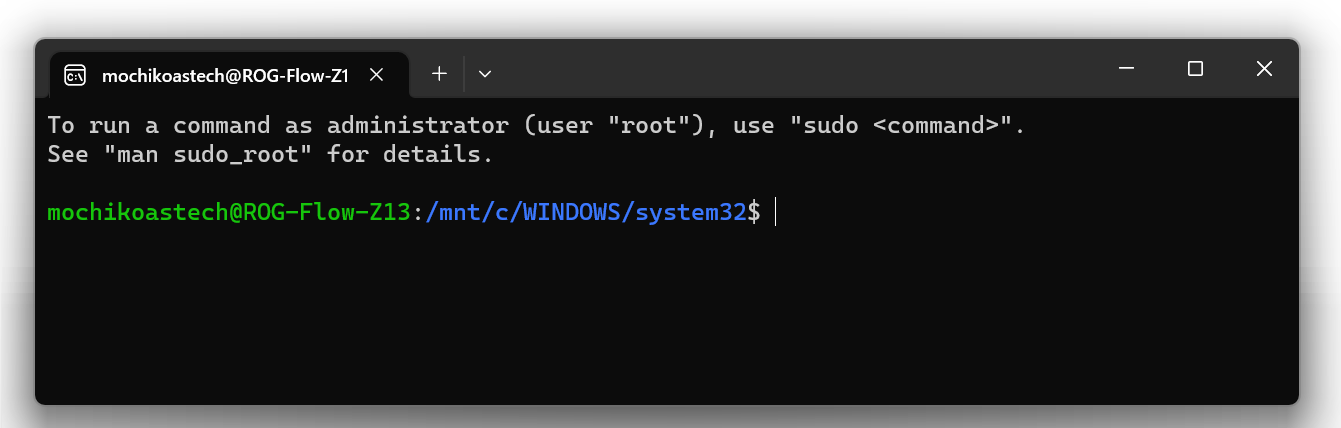 mochikoastech@ROG-Flow-Z1
To run a command as administrator (user "root"), use "sudo <command>".
See "man sudo_root" for details.
mochikoastech@ROG-Flow-Z13:/mnt/c/WINDOWS/system32$